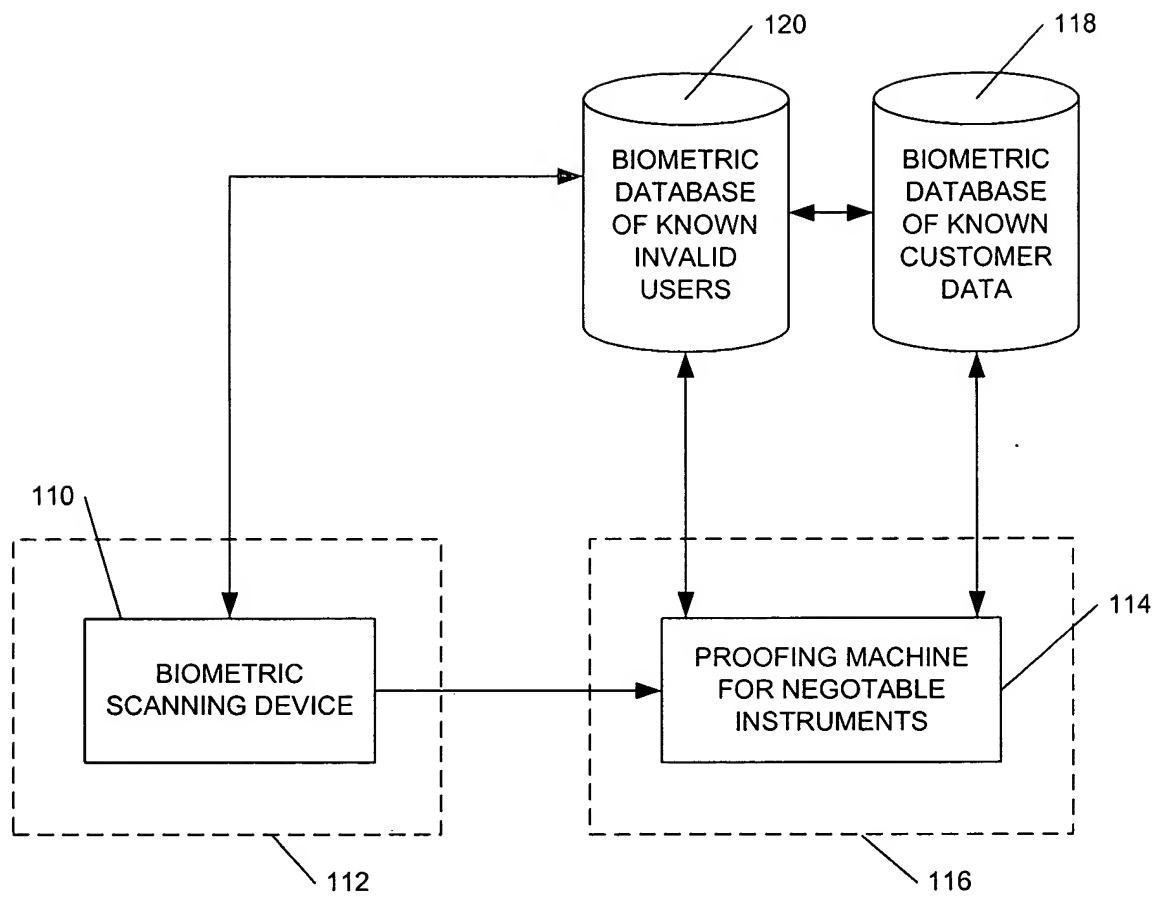 120
118
BIOMETRIC
DATABASE
OF KNOWN
INVALID
USERS
BIOMETRIC
DATABASE
OF KNOWN
CUSTOMER
DATA
110
BIOMETRIC
SCANNING DEVICE
PROOFING MACHINE
FOR NEGOTABLE
INSTRUMENTS
114
112
116